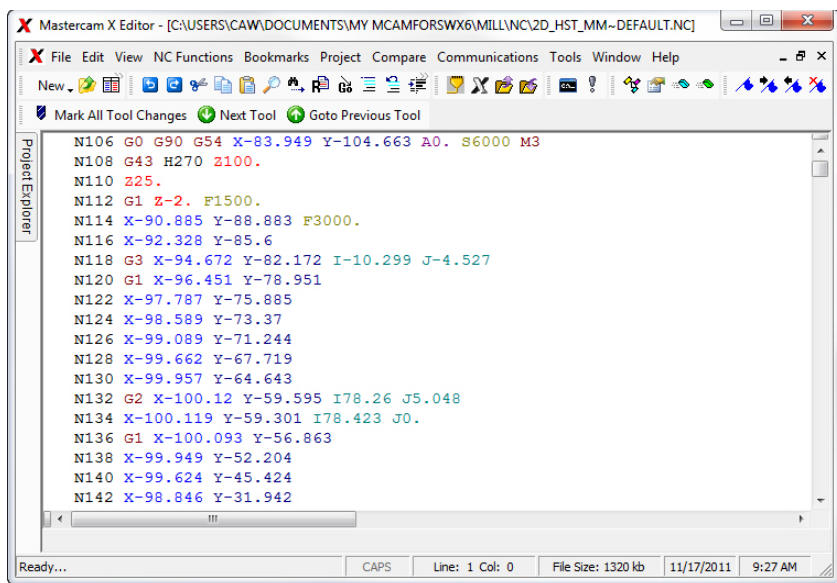 Mastercam X Editor - [C:\USERS\CAW\DOCUMENTS\MY MCAMFORSWX6\MILL\NC\2D_HST_MM~DEFAULT.NC]
File Edit View NC Functions Bookmarks Project Compare Communications Tools Window Help
New
Mark All Tool Changes Next Tool Goto Previous Tool
Project Explorer
N106 G0 G90 G54 X-83.949 Y-104.663 A0. S6000 M3
N108 G43 H270 Z100.
N110 Z25.
N112 G1 Z-2. F1500.
N114 X-90.885 Y-88.883 F3000.
N116 X-92.328 Y-85.6
N118 G3 X-94.672 Y-82.172 I-10.299 J-4.527
N120 G1 X-96.451 Y-78.951
N122 X-97.787 Y-75.885
N124 X-98.589 Y-73.37
N126 X-99.089 Y-71.244
N128 X-99.662 Y-67.719
N130 X-99.957 Y-64.643
N132 G2 X-100.12 Y-59.595 I78.26 J5.048
N134 X-100.119 Y-59.301 I78.423 J0.
N136 G1 X-100.093 Y-56.863
N138 X-99.949 Y-52.204
N140 X-99.624 Y-45.424
N142 X-98.846 Y-31.942
Ready... CAPS Line: 1 Col: 0 File Size: 1320 kb 11/17/2011 9:27 AM